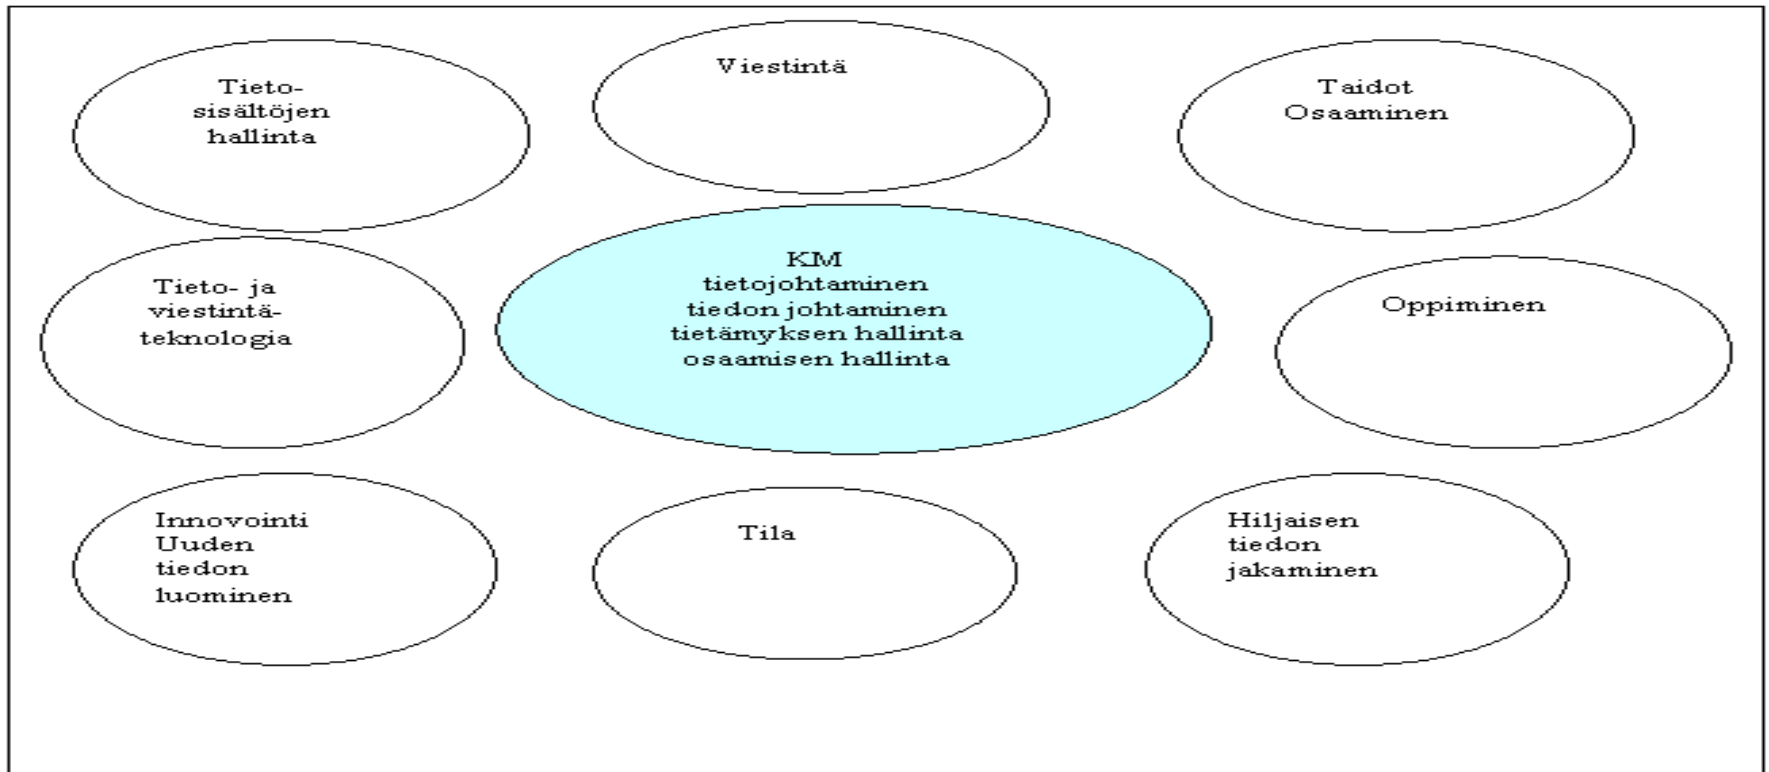 Tieto-
sisältöjen
hallinta
Viestintä
Taidot
Osaaminen
Tieto- ja
viestintä-
teknologia
KM
tietojohtaminen
tiedon johtaminen
tietämyksen hallinta
osaamisen hallinta
Oppiminen
Innovointi
Uuden
tiedon
luominen
Tila
Hiljaisen
tiedon
jakaminen